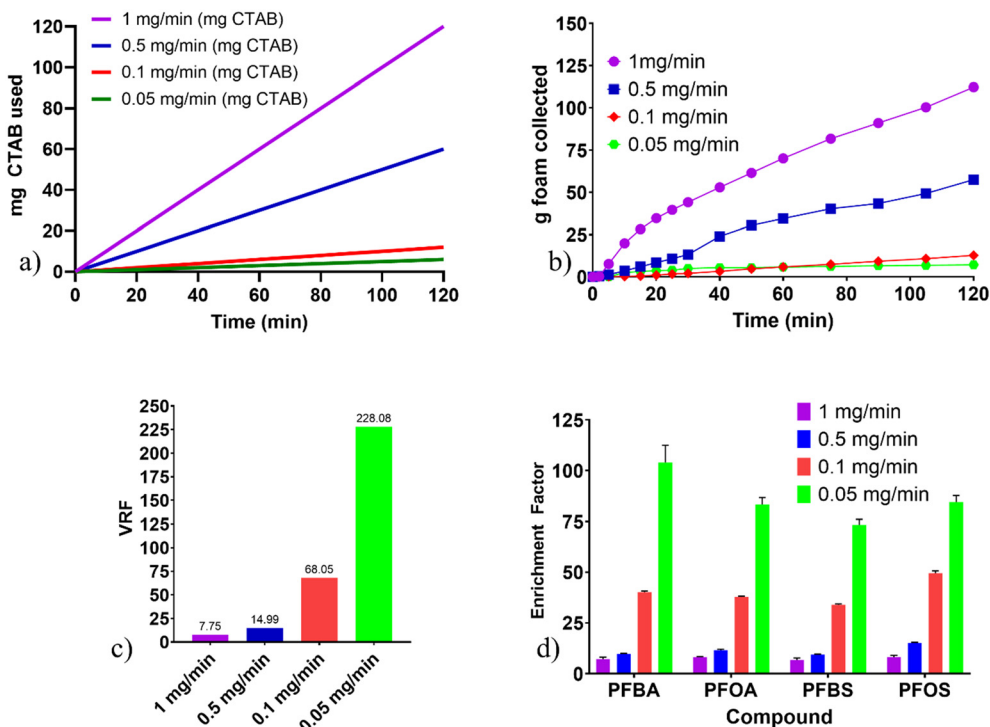 1 mg/min (mg CTAB)
0.5 mg/min (mg CTAB)
0.1 mg/min (mg CTAB)
0.05 mg/min (mg CTAB)
mg CTAB used
120
100
80
60
40
20
0
0 20 40 60 80 100 120
Time (min)
a)
1mg/min
0.5 mg/min
0.1 mg/min
0.05 mg/min
g foam collected
150
125
100
75
50
25
0
0 20 40 60 80 100 120
Time (min)
b)
VRF
250
225
200
175
150
125
100
75
50
25
0
7.75
14.99
68.05
228.08
1 mg/min
0.5 mg/min
0.1 mg/min
0.05 mg/min
c)
1 mg/min
0.5 mg/min
0.1 mg/min
0.05 mg/min
Enrichment Factor
125
100
75
50
25
0
PFBA PFOA PFBS PFOS
Compound
d)